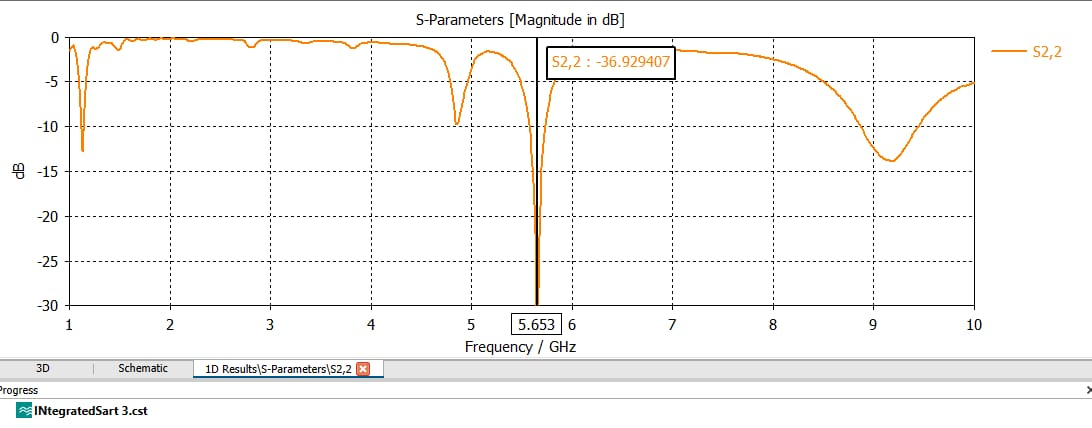 S-Parameters [Magnitude in dB]
0
-5
-10
-15
-20
-25
-30
dB
S2,2 : -36.929407
S2,2
1 2 3 4 5 5.653 6 7 8 9 10
Frequency / GHz
3D Schematic 1D Results\S-Parameters\S2,2
Progress
INtegratedSart 3.cst